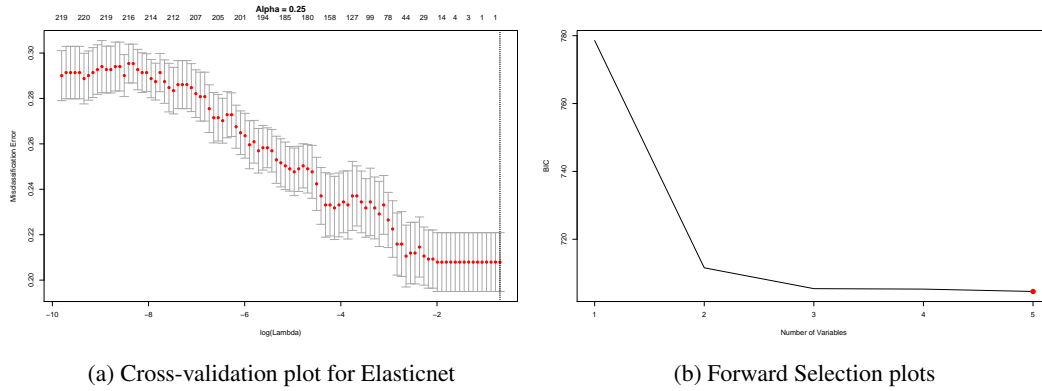 Alpha = 0.25
219 220 219 216 214 212 207 205 201 194 185 180 158 127 99 78 44 29 14 4 3 1 1
Misclassification Error
0.30
0.28
0.26
0.24
0.22
0.20
−10 −8 −6 −4 −2
log(Lambda)
BIC
780
760
740
720
1 2 3 4 5
Number of Variables
(a) Cross-validation plot for Elasticnet
(b) Forward Selection plots